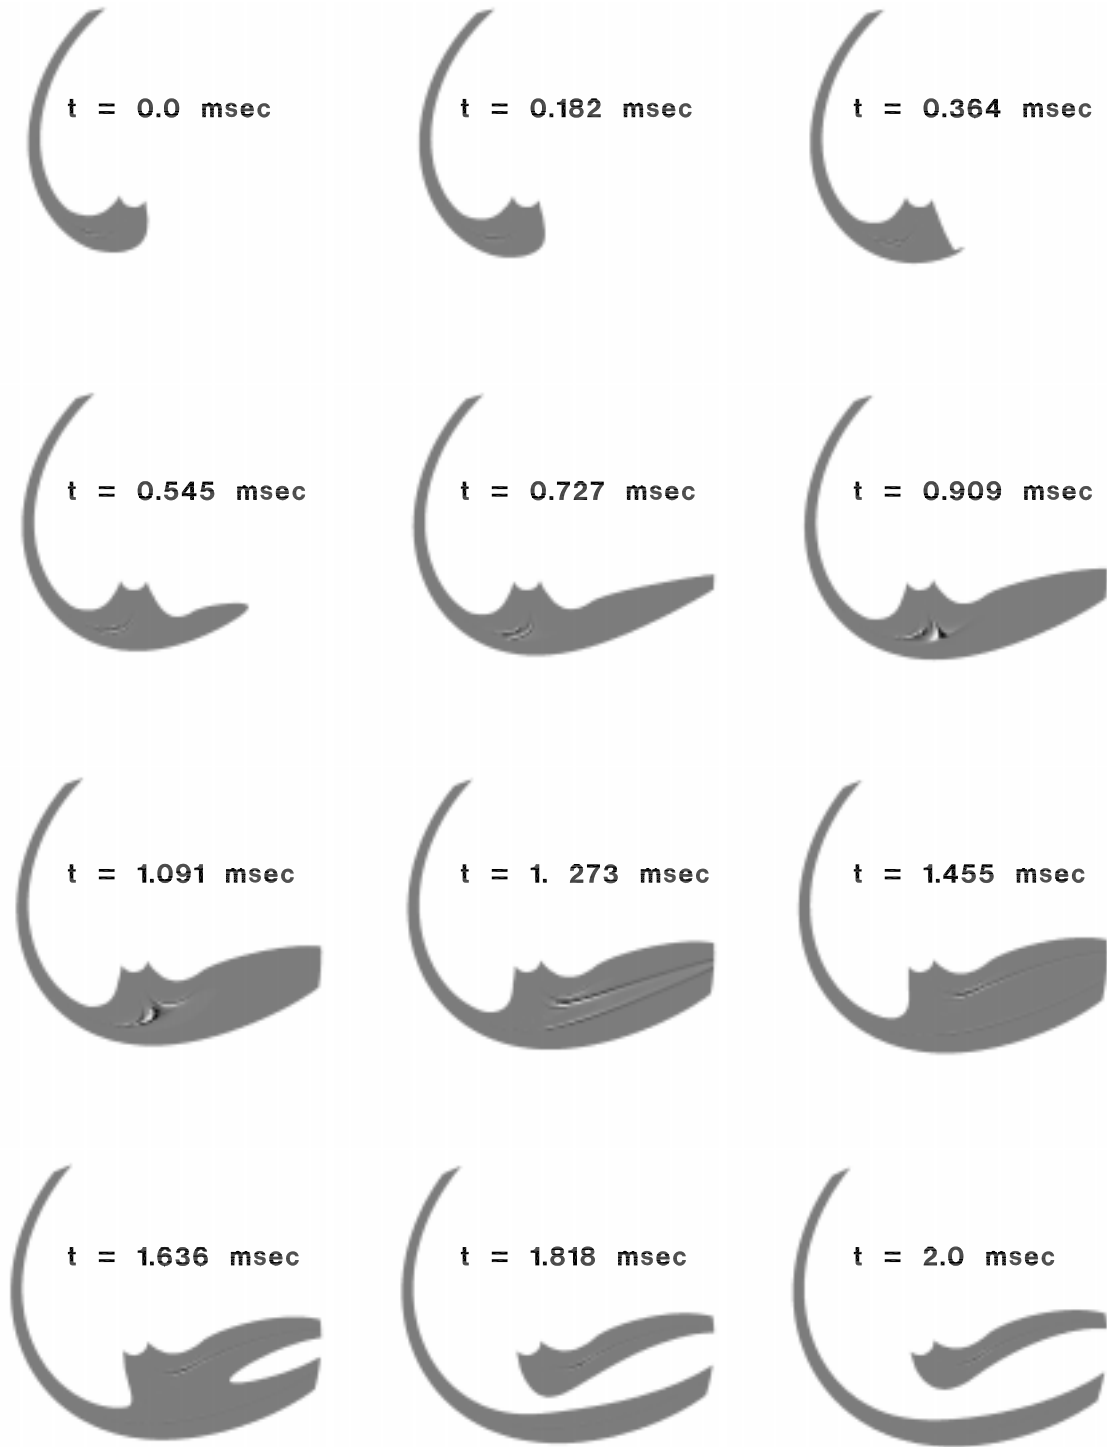 t = 0.0 msec
t = 0.182 msec
t = 0.364 msec
t = 0.545 msec
t = 0.727 msec
t = 0.909 msec
t = 1.091 msec
t = 1. 273 msec
t = 1.455 msec
t = 1.636 msec
t = 1.818 msec
t = 2.0 msec